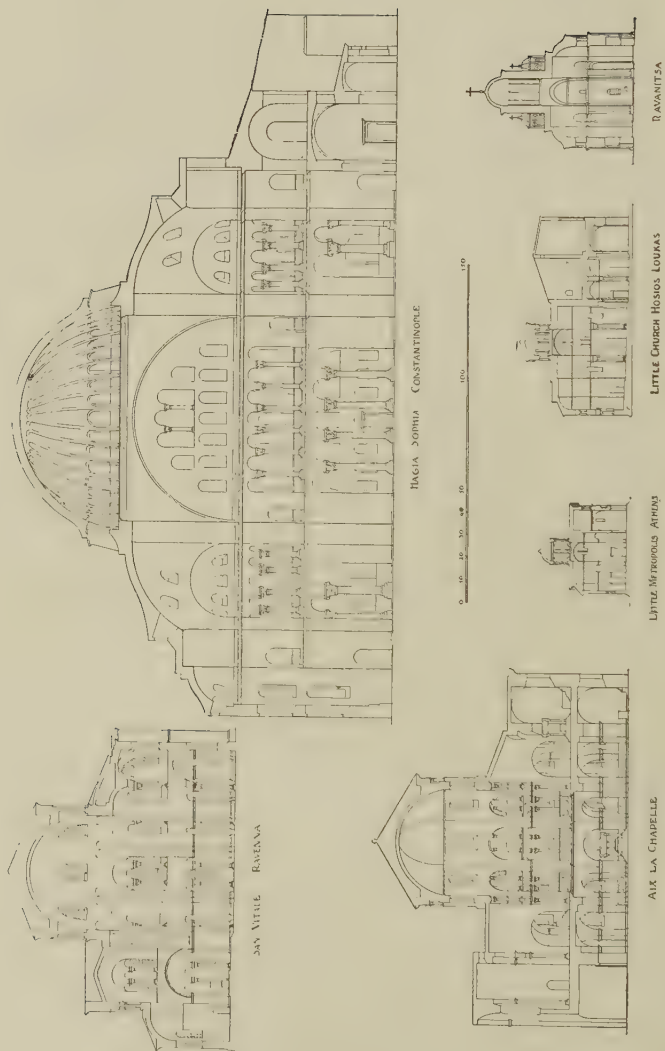 SAN VITALE RAVENNA
HAGIA SOPHIA CONSTANTINOPLE
0 10 20 30 40 50 100 150
AIX LA CHAPELLE
LITTLE METROPOLIS ATHENS
LITTLE CHURCH HOSIOS LOUKAS
RAVANITSA